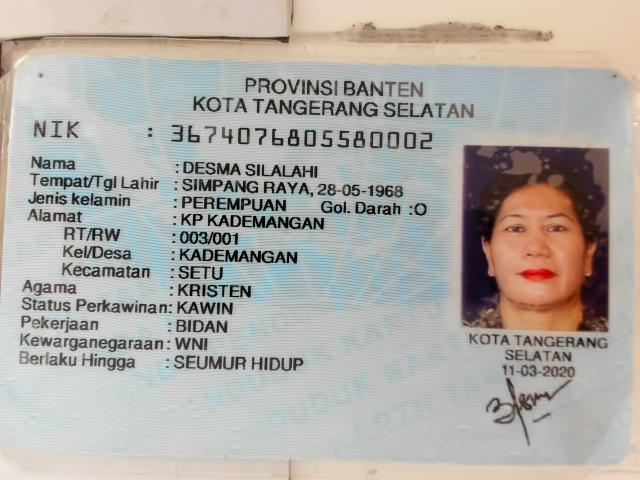 PROVINSI BANTEN
KOTA TANGERANG SELATAN
NIK : 3674076805580002
Nama : DESMA SILALAHI
Tempat/Tgl Lahir : SIMPANG RAYA, 28-05-1968
Jenis kelamin : PEREMPUAN Gol. Darah :O
Alamat : KP KADEMANGAN
RT/RW : 003/001
Kel/Desa : KADEMANGAN
Kecamatan : SETU
Agama : KRISTEN
Status Perkawinan: KAWIN
Pekerjaan : BIDAN
Kewarganegaraan: WNI
Berlaku Hingga : SEUMUR HIDUP
KOTA TANGERANG
SELATAN
11-03-2020